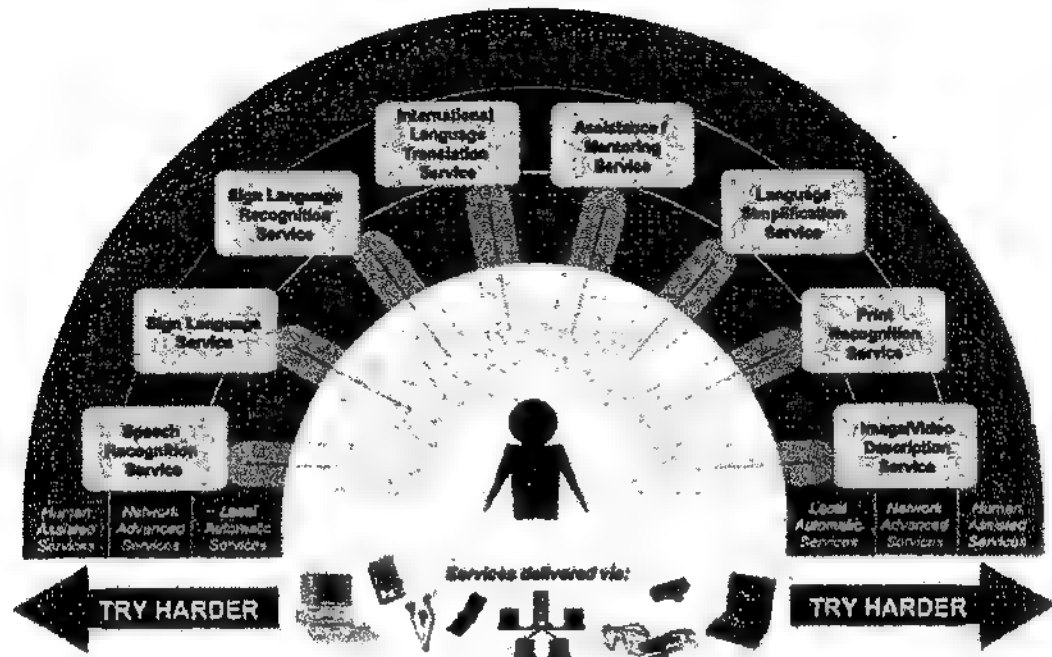 International
Language
Translation
Service
Assistance /
Mentoring
Service
Sign Language
Recognition
Service
Language
Simplification
Service
Sign Language
Service
Print
Recognition
Service
Speech
Recognition
Service
Image/Video
Description
Service
Human
Assisted
Services
Network
Advanced
Services
Local
Automatic
Services
Local
Automatic
Services
Network
Advanced
Services
Human
Assisted
Services
Services delivered via:
TRY HARDER
TRY HARDER